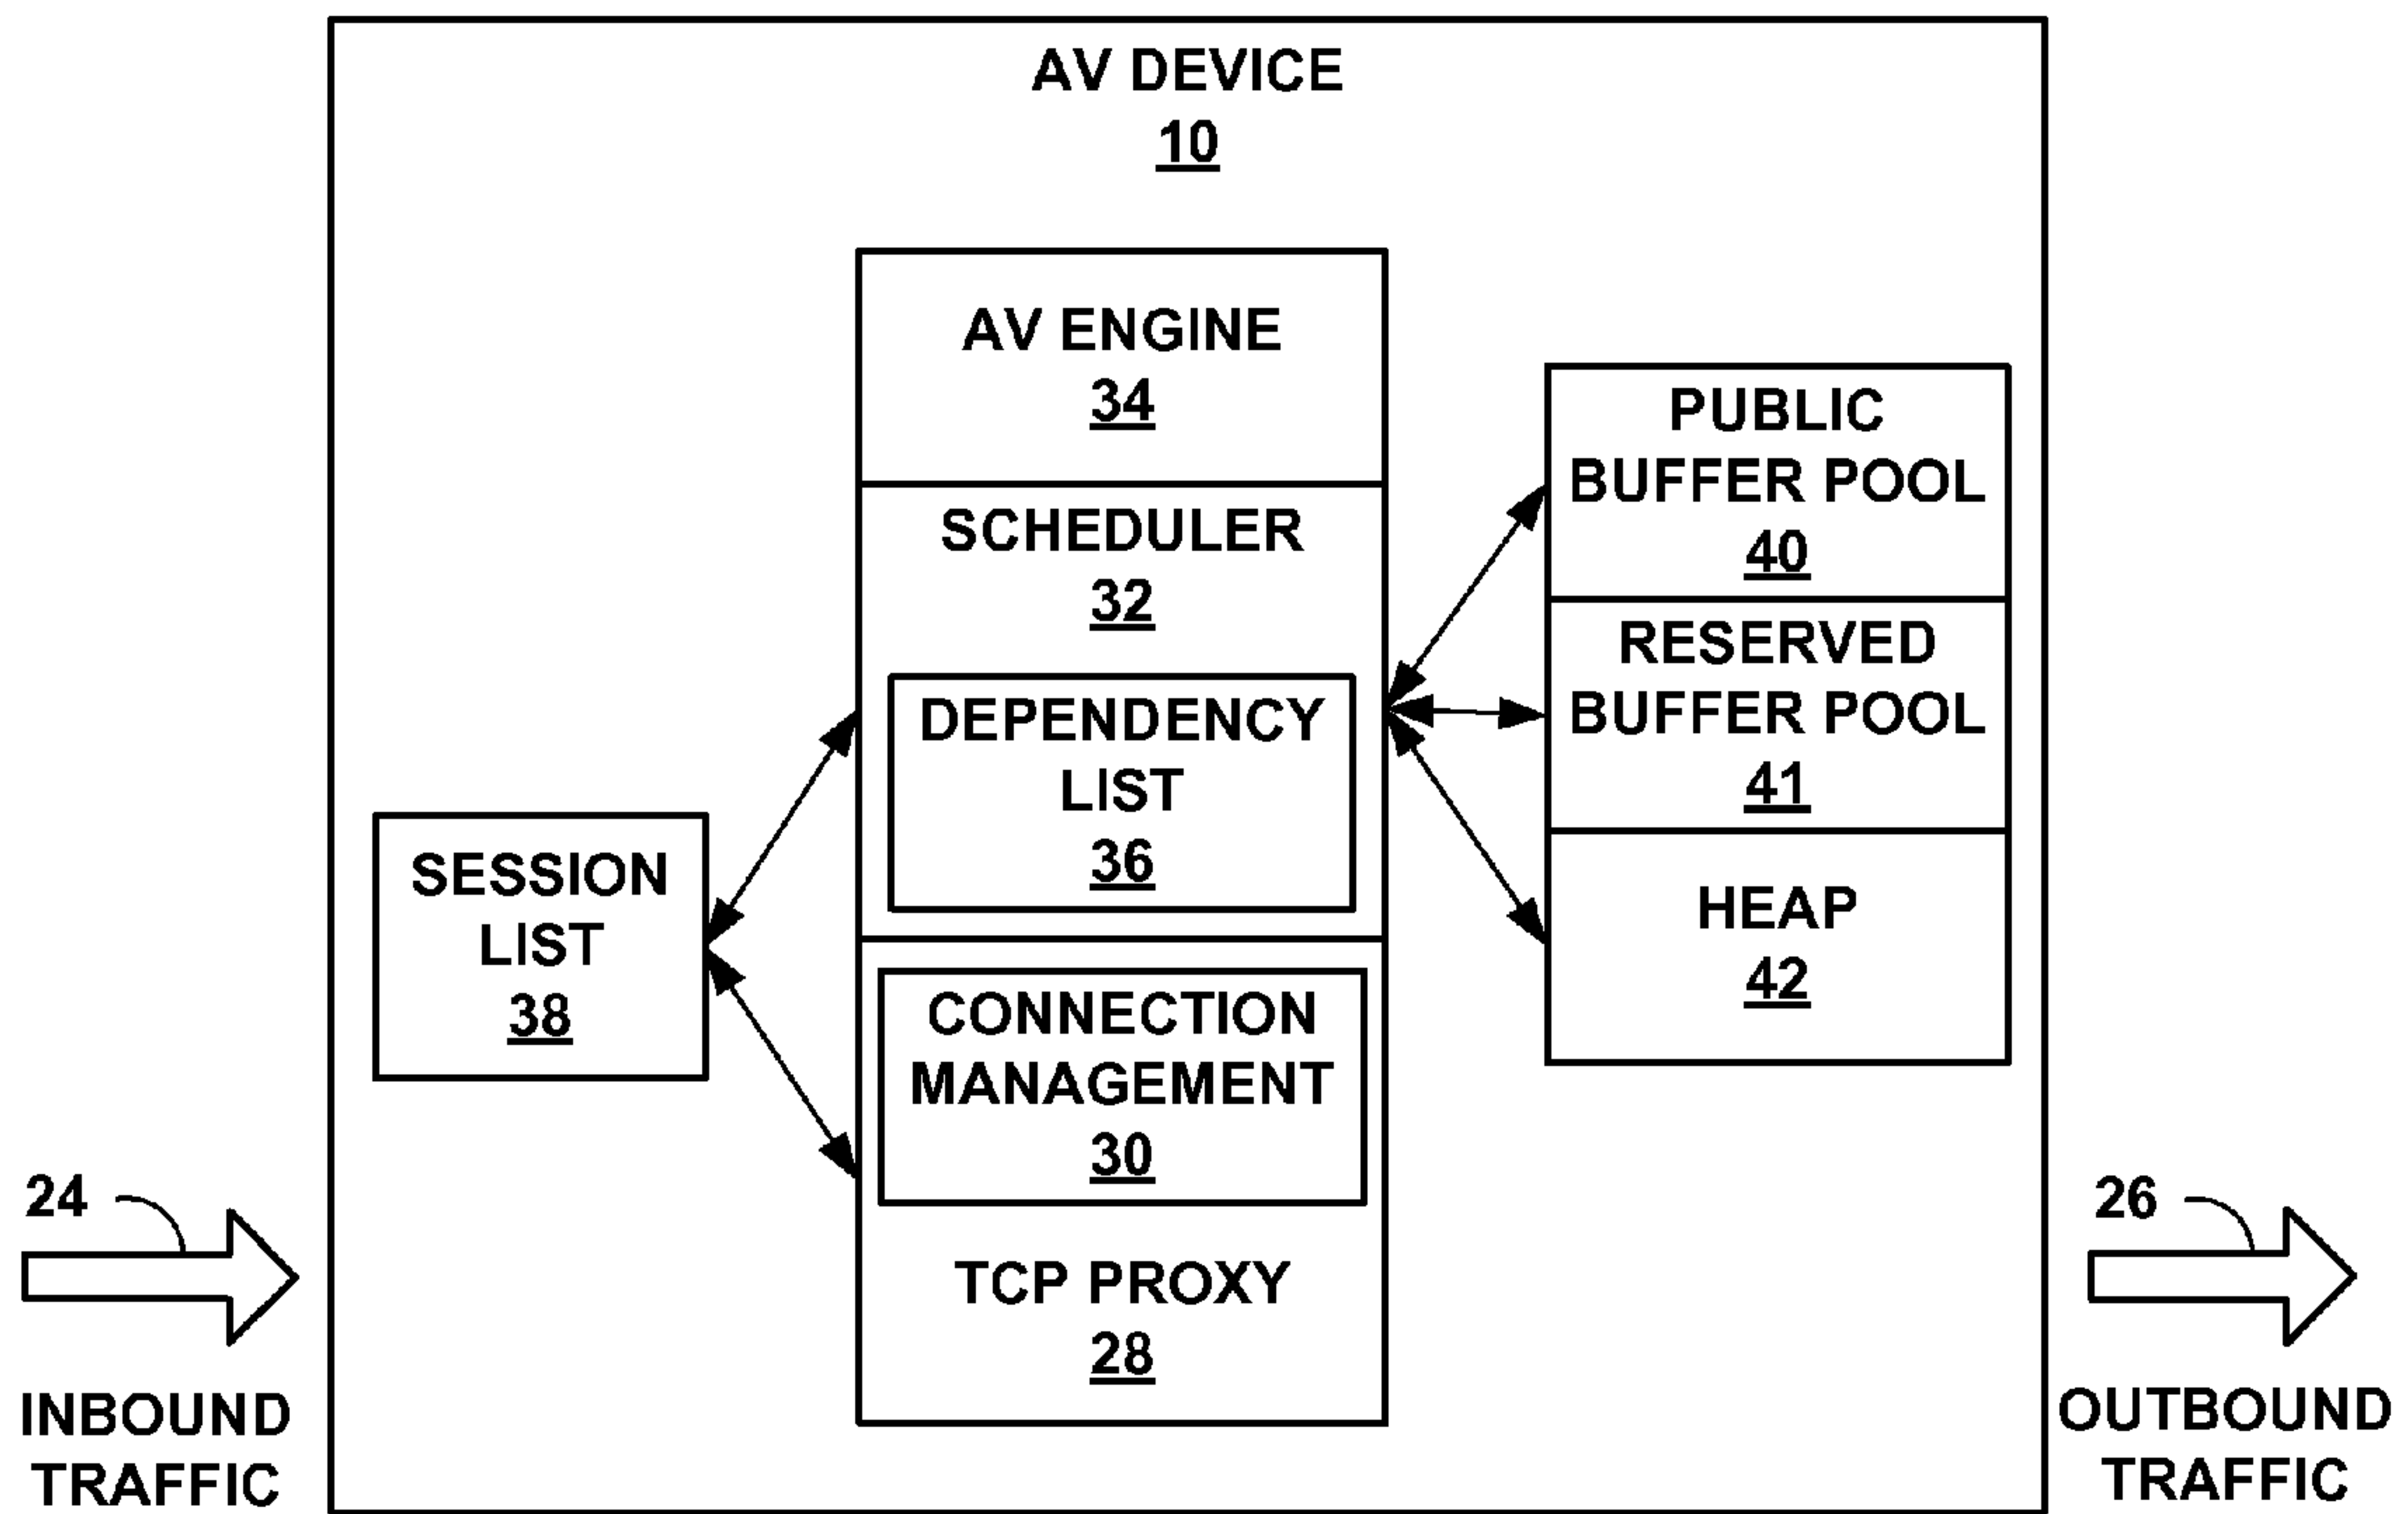 AV DEVICE
10
AV ENGINE
34
SCHEDULER
32
DEPENDENCY
LIST
36
CONNECTION
MANAGEMENT
30
TCP PROXY
28
SESSION
LIST
38
PUBLIC
BUFFER POOL
40
RESERVED
BUFFER POOL
41
HEAP
42
24
INBOUND
TRAFFIC
26
OUTBOUND
TRAFFIC